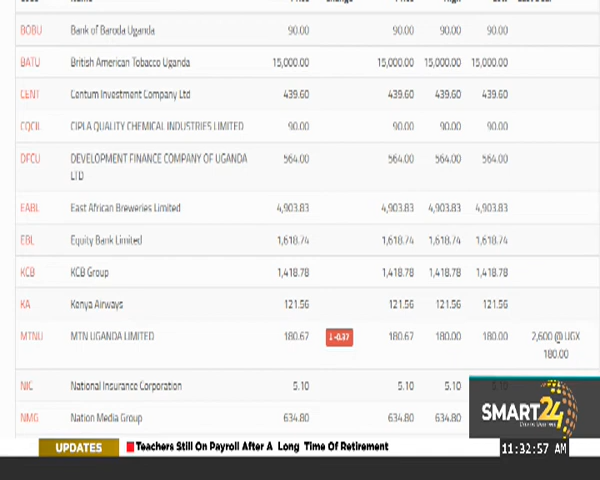 BOBU Bank of Baroda Uganda 90.00 90.00 90.00 90.00
BATU British American Tobacco Uganda 15,000.00 15,000.00 15,000.00 15,000.00
CENT Centum Investment Company Ltd 439.60 439.60 439.60 439.60
CQCIL CIPLA QUALITY CHEMICAL INDUSTRIES LIMITED 90.00 90.00 90.00 90.00
DFCU DEVELOPMENT FINANCE COMPANY OF UGANDA 564.00 564.00 564.00 564.00
LTD
EABL East African Breweries Limited 4,903.83 4,903.83 4,903.83 4,903.83
EBL Equity Bank Limited 1,618.74 1,618.74 1,618.74 1,618.74
KCB KCB Group 1,418.78 1,418.78 1,418.78 1,418.78
KA Kenya Airways 121.56 121.56 121.56 121.56
MTNU MTN UGANDA LIMITED 180.67 ↓ -0.37 180.67 180.00 180.00 2,600 @ UGX
180.00
NIC National Insurance Corporation 5.10 5.10 5.10
NMG Nation Media Group 634.80 634.80 634.80
SMART24
UPDATES Teachers Still On Payroll After A Long Time Of Retirement
11:32:57 AM